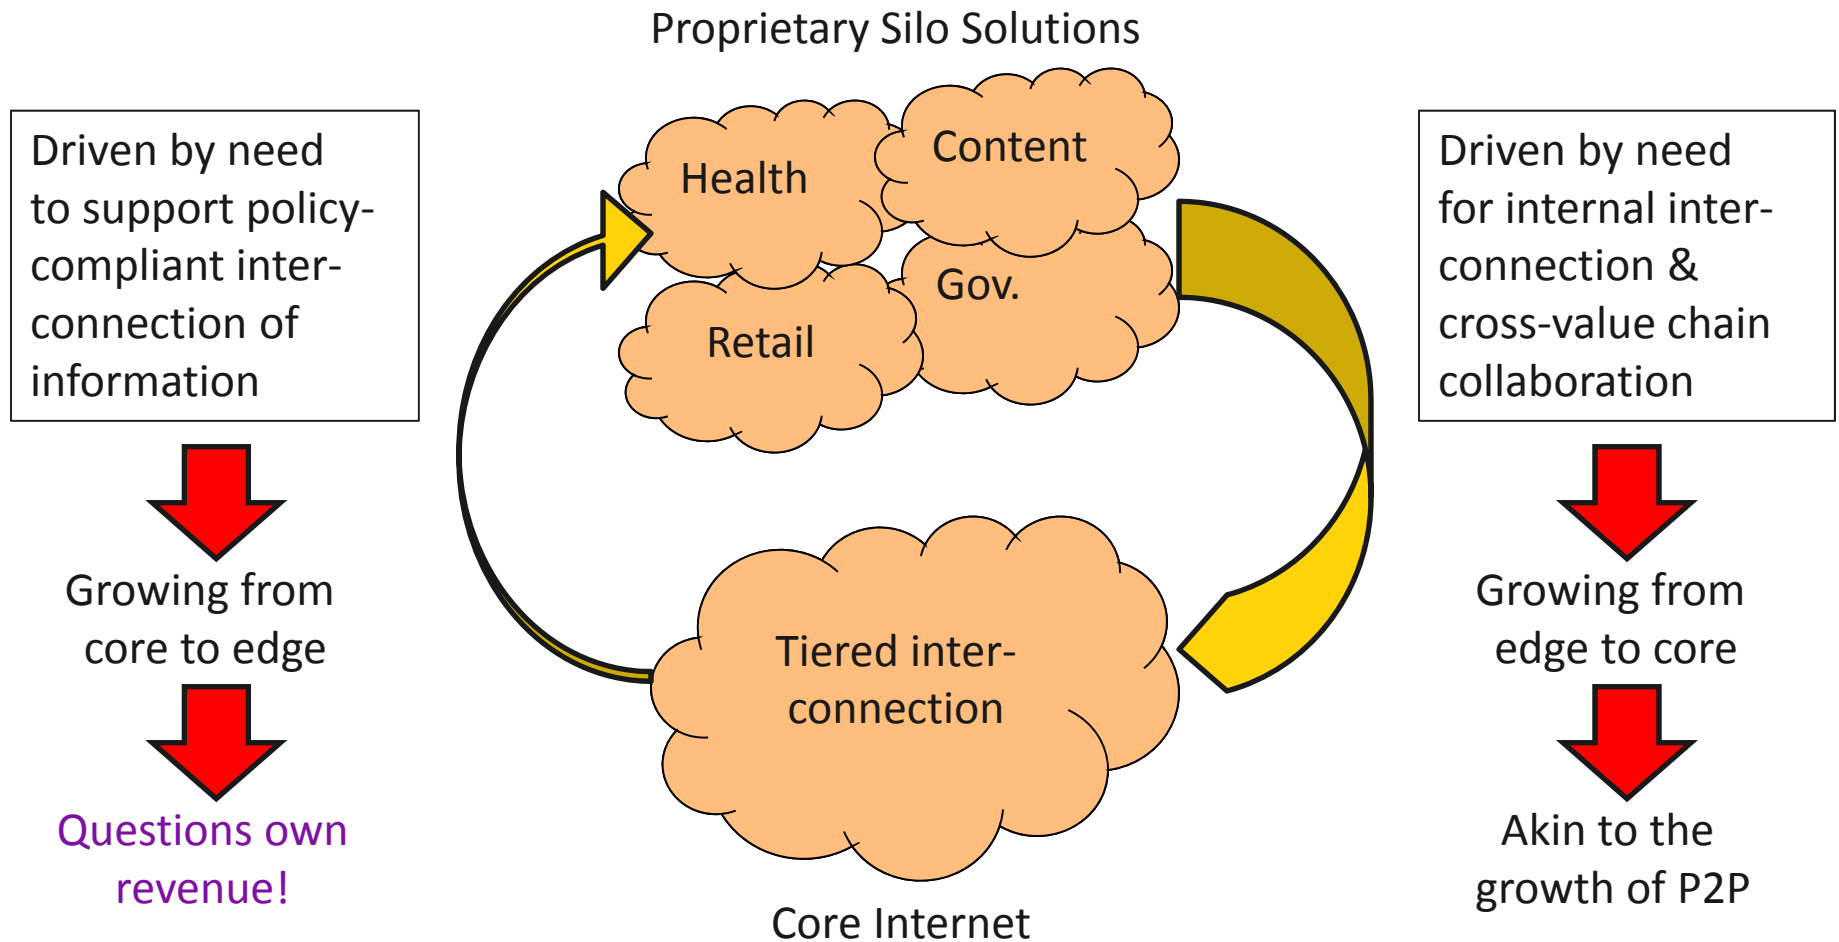 Proprietary Silo Solutions
Driven by need
to support policy-
compliant inter-
connection of
information
Growing from
core to edge
Questions own
revenue!
Health
Content
Retail
Gov.
Tiered inter-
connection
Core Internet
Driven by need
for internal inter-
connection &
cross-value chain
collaboration
Growing from
edge to core
Akin to the
growth of P2P